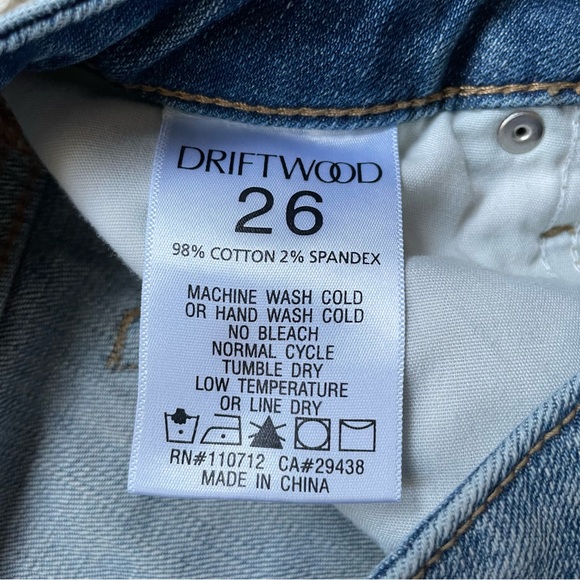 DRIFTWOOD
26
98% COTTON 2% SPANDEX
MACHINE WASH COLD
OR HAND WASH COLD
NO BLEACH
NORMAL CYCLE
TUMBLE DRY
LOW TEMPERATURE
OR LINE DRY
RN#110712 CA#29438
MADE IN CHINA